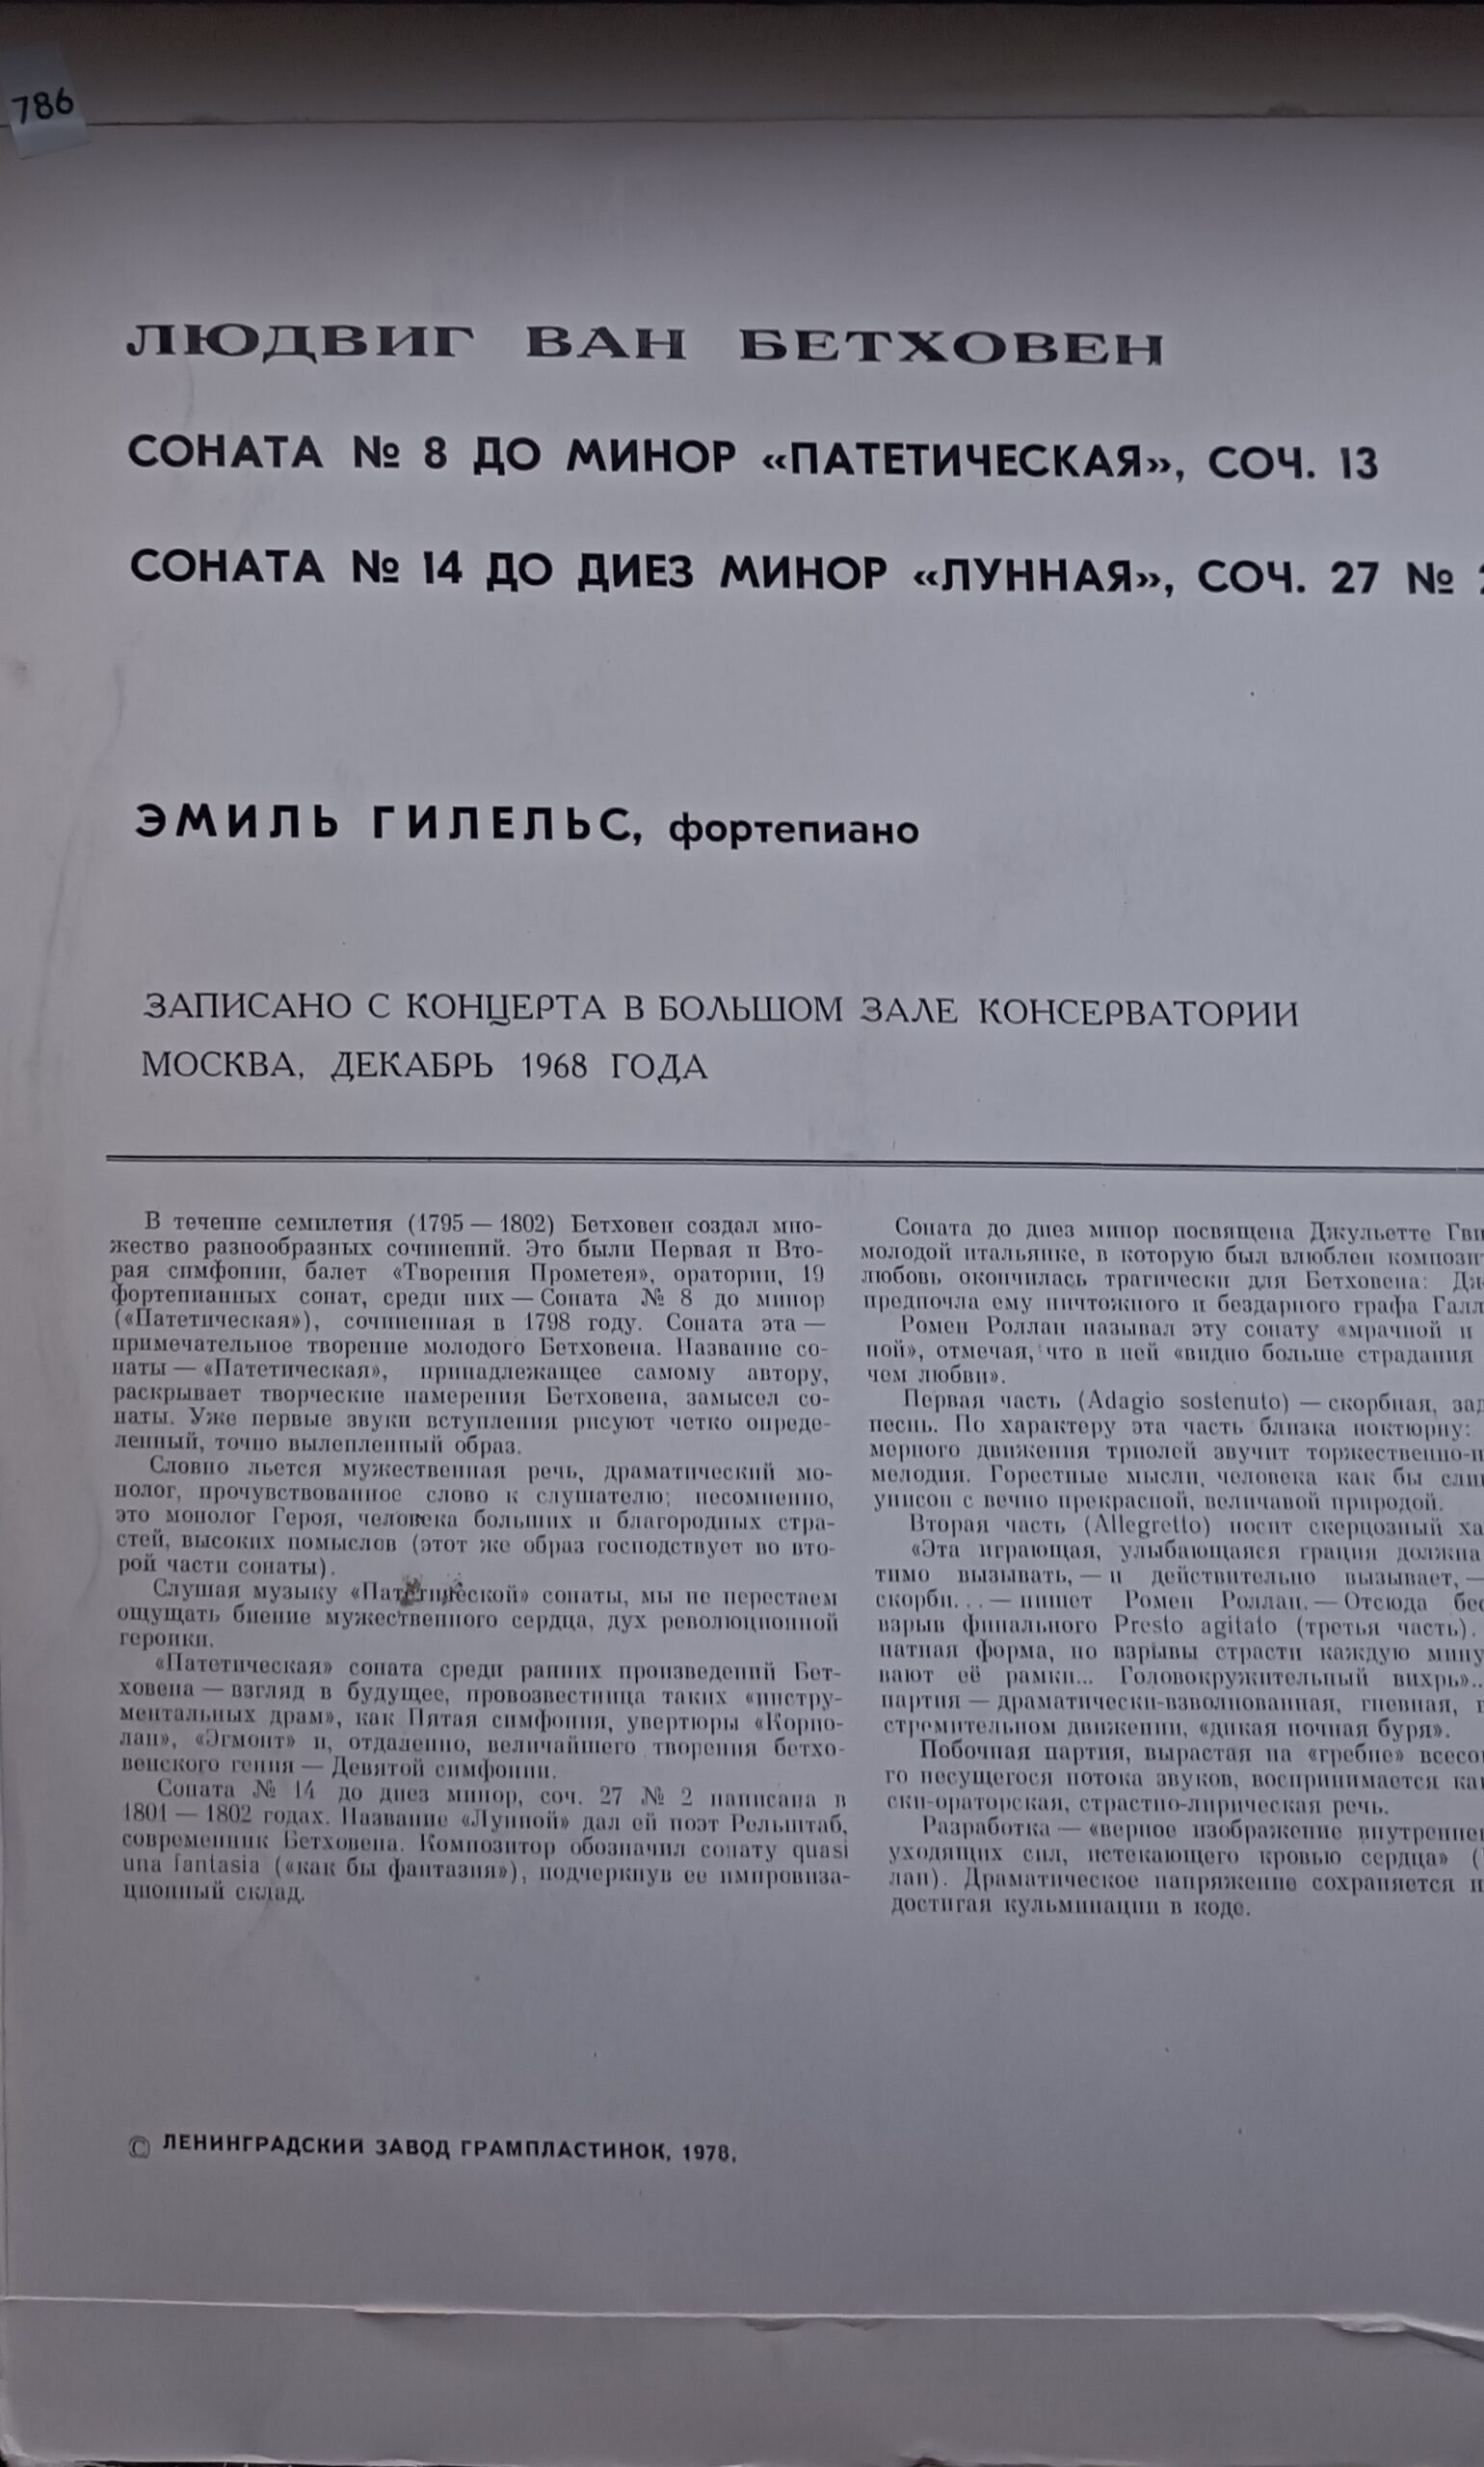 786
ЛЮДВИГ ВАН БЕТХОВЕН
СОНАТА № 8 ДО МИНОР «ПАТЕТИЧЕСКАЯ», СОЧ. 13
СОНАТА № 14 ДО ДИЕЗ МИНОР «ЛУННАЯ», СОЧ. 27 №
ЭМИЛЬ ГИЛЕЛЬС, фортепиано
ЗАПИСАНО С КОНЦЕРТА В БОЛЬШОМ ЗАЛЕ КОНСЕРВАТОРИИ
МОСКВА, ДЕКАБРЬ 1968 ГОДА
В течение семилетия (1795 — 1802) Бетховен создал мно-
жество разнообразных сочинений. Это были Первая и Вто-
рая симфонии, балет «Творения Прометея», оратории, 19
фортепианных сонат, среди них — Соната № 8 до минор
(«Патетическая»), сочиненная в 1798 году. Соната эта —
примечательное творение молодого Бетховена. Название со-
наты — «Патетическая», принадлежащее самому автору,
раскрывает творческие намерения Бетховена, замысел со-
наты. Уже первые звуки вступления рисуют четко опреде-
ленный, точно вылепленный образ.
Словно льется мужественная речь, драматический мо-
нолог, прочувствованное слово к слушателю; несомненно,
это монолог Героя, человека больших и благородных стра-
стей, высоких помыслов (этот же образ господствует во вто-
рой части сонаты).
Слушая музыку «Патетической» сонаты, мы не перестаем
ощущать биение мужественного сердца, дух революционной
героики.
«Патетическая» соната среди ранних произведений Бет-
ховена — взгляд в будущее, провозвестница таких «инстру-
ментальных драм», как Пятая симфония, увертюры «Корио-
лан», «Эгмонт» и, отдаленно, величайшего творения бетхо-
венского гения — Девятой симфонии.
Соната № 14 до диез минор, соч. 27 № 2 написана в
1801 — 1802 годах. Название «Лунной» дал ей поэт Рельштаб,
современник Бетховена. Композитор обозначил сонату quasi
una fantasia («как бы фантазия»), подчеркнув ее импровиза-
ционный склад.
Соната до диез минор посвящена Джульетте Гви
молодой итальянке, в которую был влюблен композит
любовь окончилась трагически для Бетховена: Дж
предпочла ему ничтожного и бездарного графа Галл
Ромен Роллан называл эту сонату «мрачной и
ной», отмечая, что в ней «видно больше страдания
чем любви».
Первая часть (Adagio sostenuto) — скорбная, зад
песнь. По характеру эта часть близка ноктюрну:
мерного движения триолей звучит торжественно-п
мелодия. Горестные мысли человека как бы слив
унисон с вечно прекрасной, величавой природой.
Вторая часть (Allegretto) носит скерцозный ха
«Эта играющая, улыбающаяся грация должна
тимо вызывать, — и действительно вызывает, —
скорби... — пишет Ромен Роллан. — Отсюда бес
взрыв финального Presto agitato (третья часть).
натная форма, но взрывы страсти каждую мину
вают её рамки... Головокружительный вихрь»..
партия — драматически-взволнованная, гневная, в
стремительном движении, «дикая ночная буря».
Побочная партия, вырастая на «гребне» всесо
го несущегося потока звуков, воспринимается ка
ски-ораторская, страстно-лирическая речь.
Разработка — «верное изображение внутренне
уходящих сил, истекающего кровью сердца» (
лан). Драматическое напряжение сохраняется и
достигая кульминации в коде.
© ЛЕНИНГРАДСКИЙ ЗАВОД ГРАМПЛАСТИНОК, 1978.